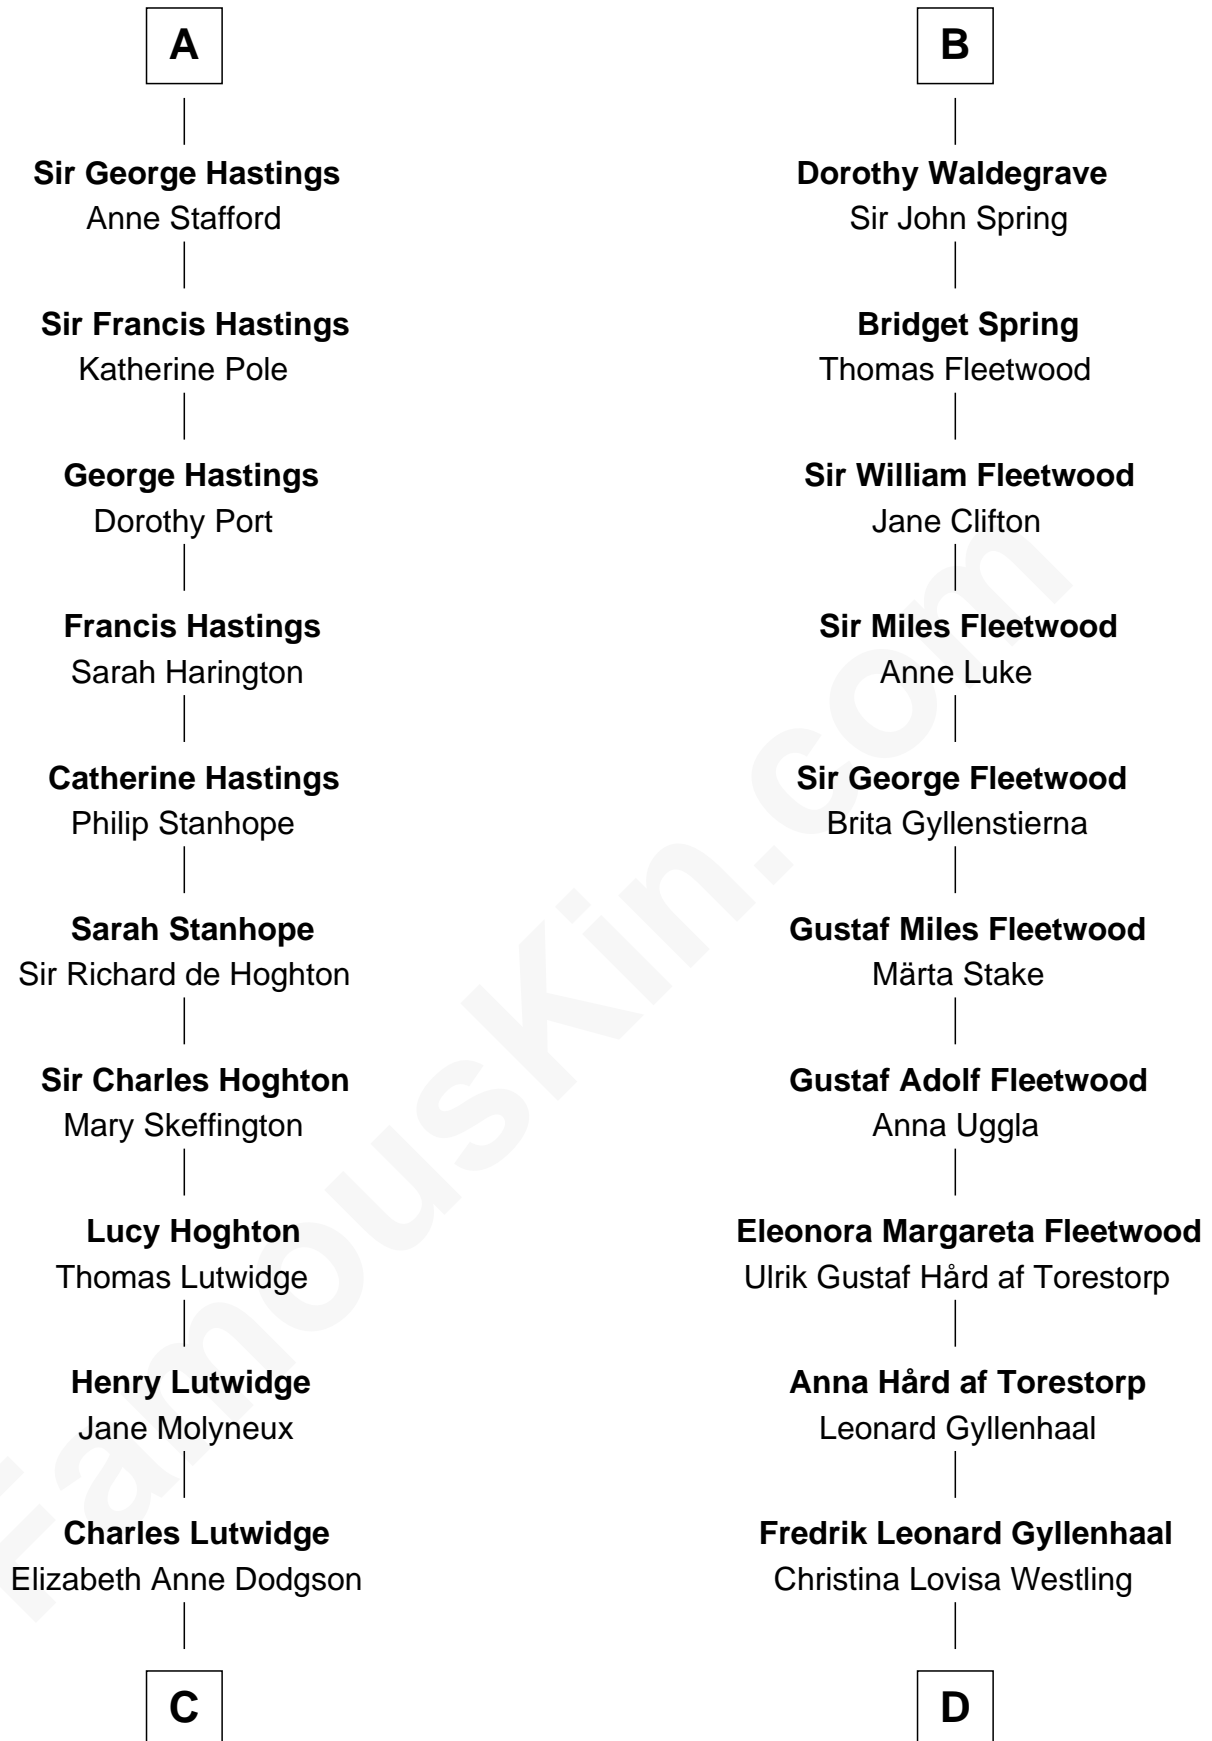 A
Sir George Hastings
Anne Stafford
Sir Francis Hastings
Katherine Pole
George Hastings
Dorothy Port
Francis Hastings
Sarah Harington
Catherine Hastings
Philip Stanhope
Sarah Stanhope
Sir Richard de Hoghton
Sir Charles Hoghton
Mary Skeffington
Lucy Hoghton
Thomas Lutwidge
Henry Lutwidge
Jane Molyneux
Charles Lutwidge
Elizabeth Anne Dodgson
C
B
Dorothy Waldegrave
Sir John Spring
Bridget Spring
Thomas Fleetwood
Sir William Fleetwood
Jane Clifton
Sir Miles Fleetwood
Anne Luke
Sir George Fleetwood
Brita Gyllenstierna
Gustaf Miles Fleetwood
Märta Stake
Gustaf Adolf Fleetwood
Anna Uggla
Eleonora Margareta Fleetwood
Ulrik Gustaf Hård af Torestorp
Anna Hård af Torestorp
Leonard Gyllenhaal
Fredrik Leonard Gyllenhaal
Christina Lovisa Westling
D
FamousKin.com